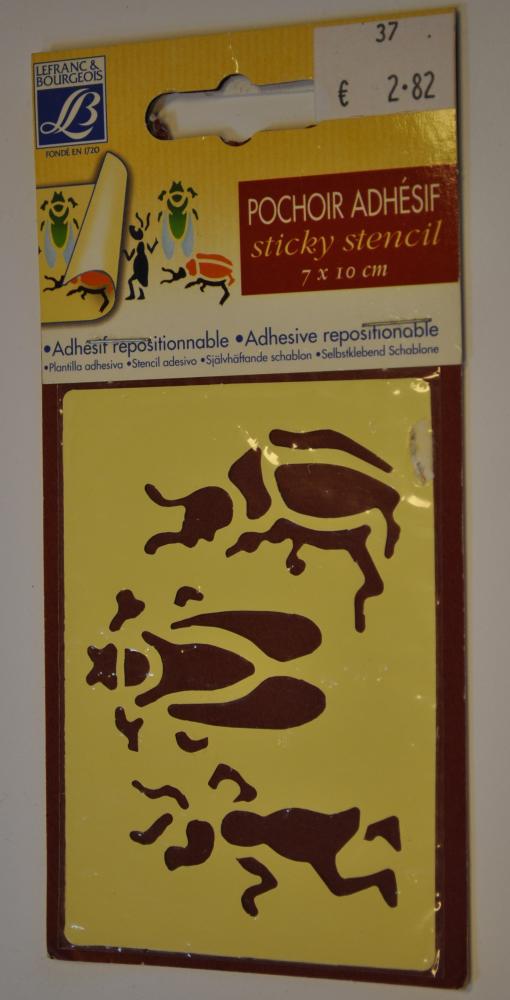 37 .
€ 2.82
LEFRANC &
BOURGEOIS
LB
FONDÉ EN 1720
POCHOIR ADHÉSIF
sticky stencil
7 x 10 cm
•Adhésif repositionnable •Adhesive repositionable
•Plantilla adhesiva •Stencil adesivo •Självhäftande schablon •Selbstklebend Schablone